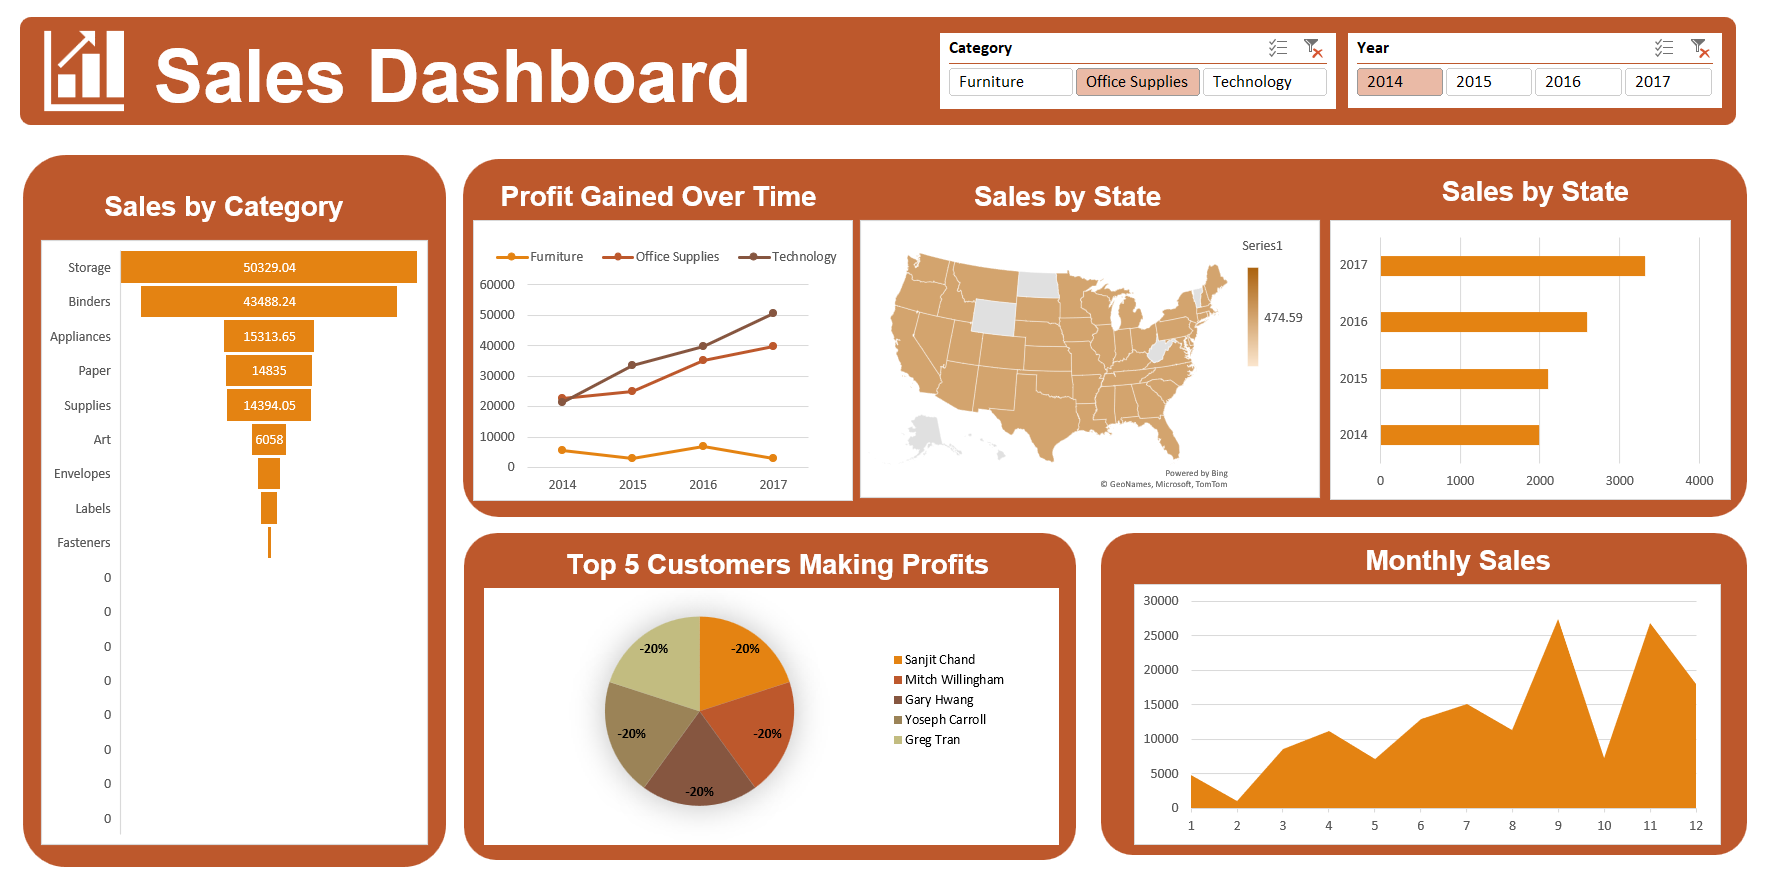 Sales Dashboard
Category
Furniture
Office Supplies
Technology
Year
2014
2015
2016
2017
Sales by Category
Storage
50329.04
Binders
43488.24
Appliances
15313.65
Paper
14835
Supplies
14394.05
Art
6058
Envelopes
Labels
Fasteners
0
0
0
0
0
0
0
0
Profit Gained Over Time
Furniture
Office Supplies
Technology
60000
50000
40000
30000
20000
10000
0
2014
2015
2016
2017
Sales by State
Series1
474.59
Powered by Bing
© GeoNames, Microsoft, TomTom
Sales by State
2017
2016
2015
2014
0
1000
2000
3000
4000
Top 5 Customers Making Profits
-20%
-20%
-20%
-20%
-20%
Sanjit Chand
Mitch Willingham
Gary Hwang
Yoseph Carroll
Greg Tran
Monthly Sales
30000
25000
20000
15000
10000
5000
0
1
2
3
4
5
6
7
8
9
10
11
12